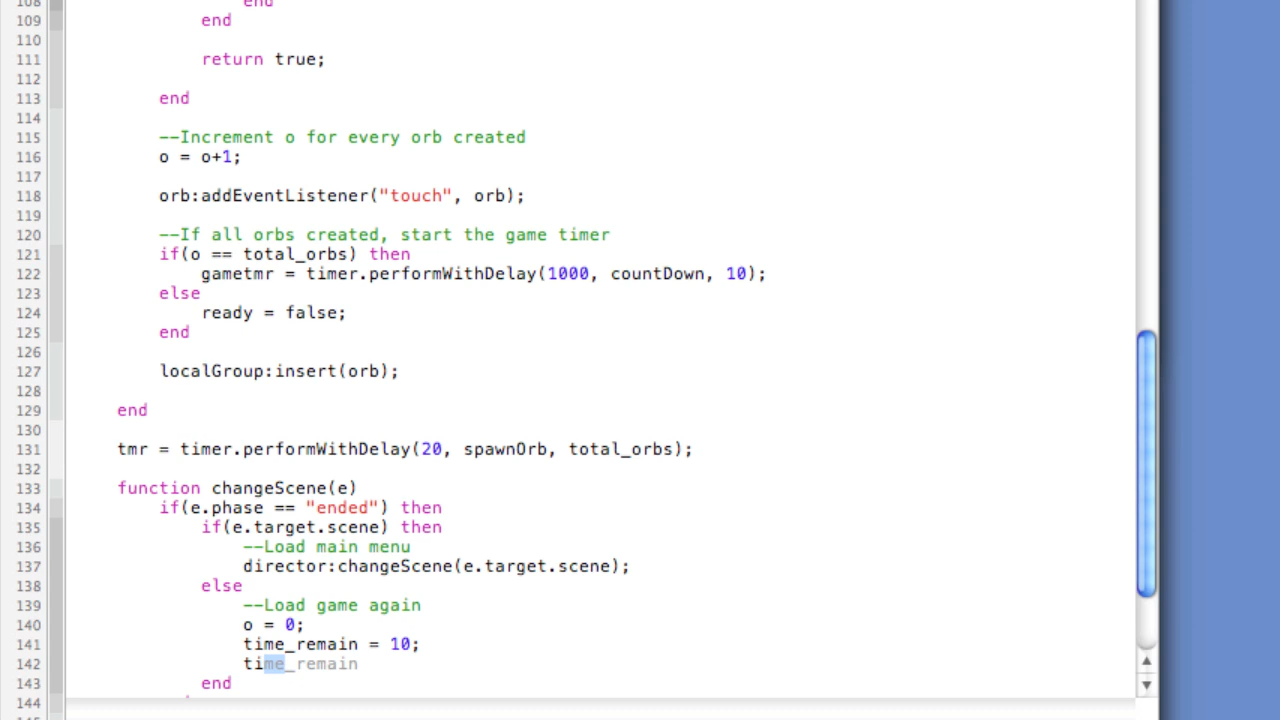 108 end
109 end
110
111 return true;
112
113 end
114
115 --Increment o for every orb created
116 o = o+1;
117
118 orb:addEventListener("touch", orb);
119
120 --If all orbs created, start the game timer
121 if(o == total_orbs) then
122 gametmr = timer.performWithDelay(1000, countDown, 10);
123 else
124 ready = false;
125 end
126
127 localGroup:insert(orb);
128
129 end
130
131 tmr = timer.performWithDelay(20, spawnOrb, total_orbs);
132
133 function changeScene(e)
134 if(e.phase == "ended") then
135 if(e.target.scene) then
136 --Load main menu
137 director:changeScene(e.target.scene);
138 else
139 --Load game again
140 o = 0;
141 time_remain = 10;
142 time_remain
143 end
144